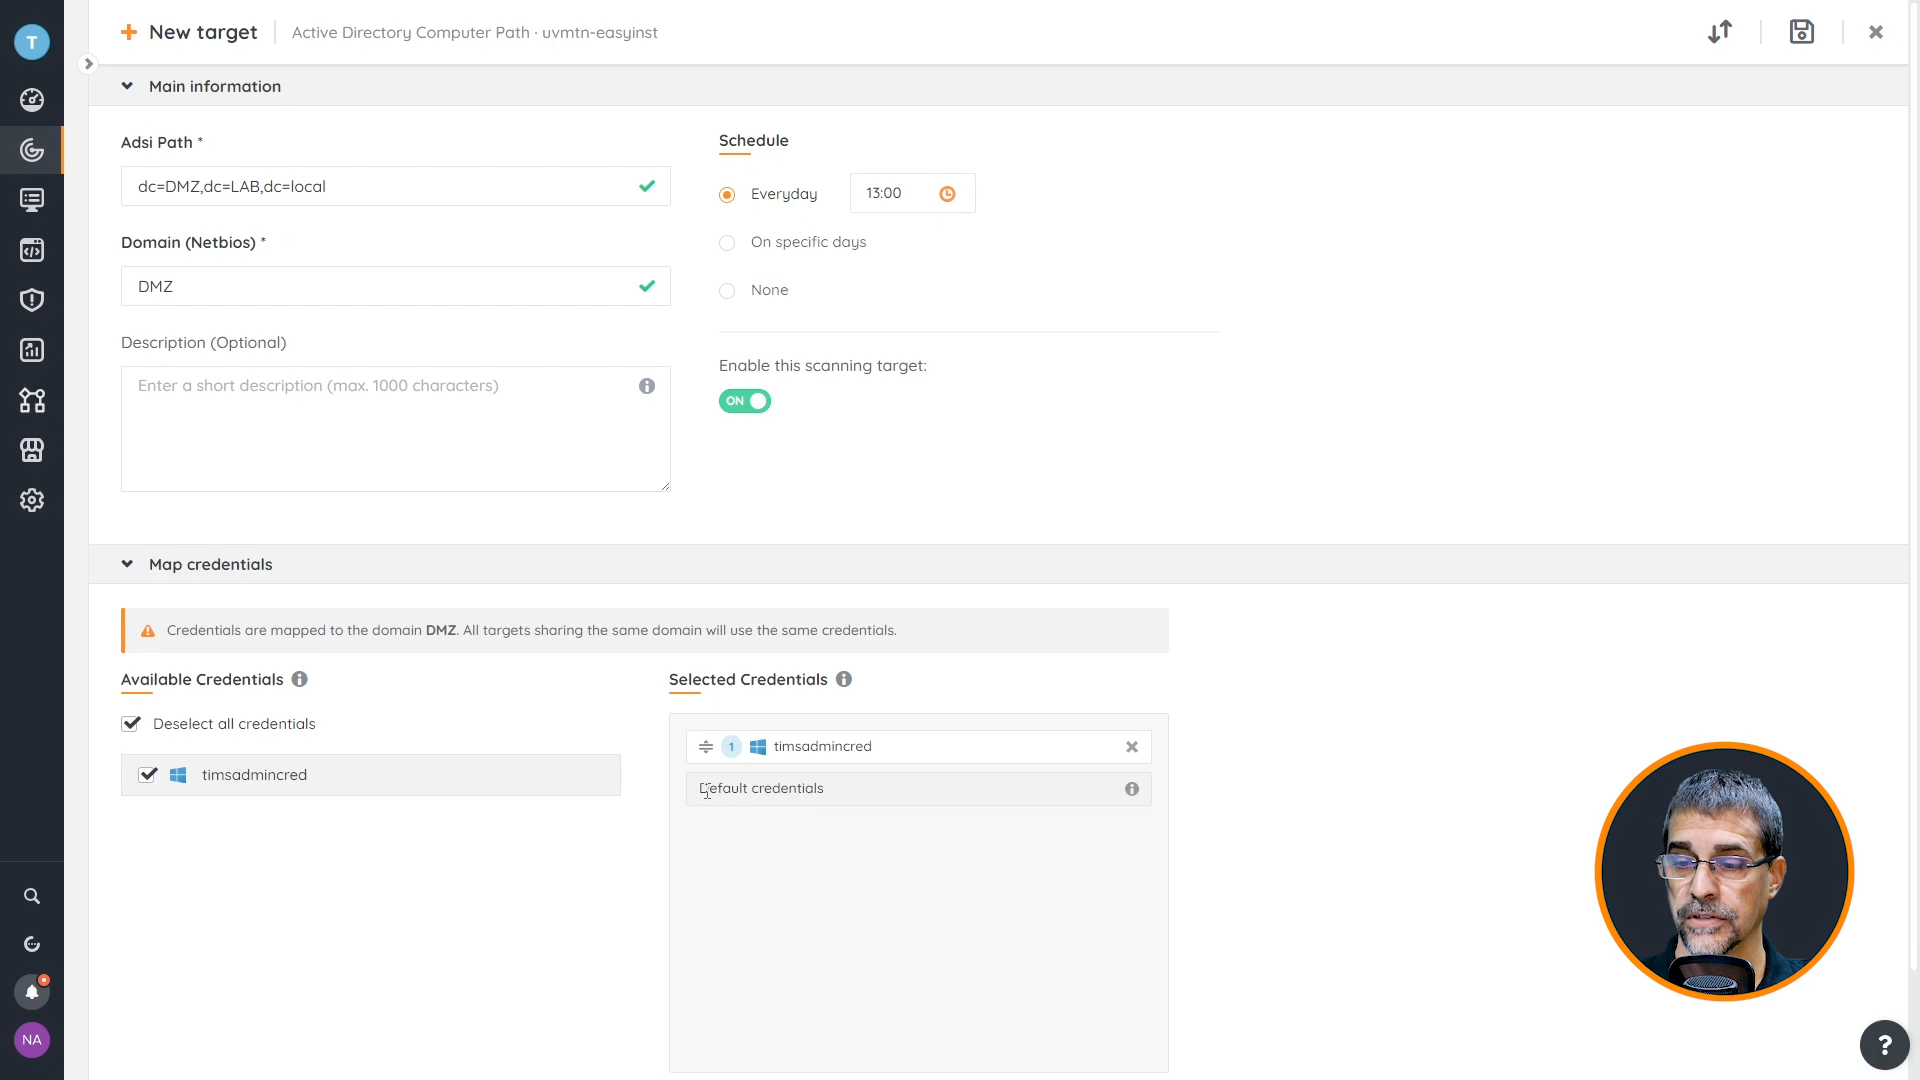 T
New target
Active Directory Computer Path · uvmtn-easyinst
Main information
Adsi Path *
dc=DMZ,dc=LAB,dc=local
Domain (Netbios) *
DMZ
Description (Optional)
Enter a short description (max. 1000 characters)
Schedule
Everyday
13:00
On specific days
None
Enable this scanning target:
ON
Map credentials
Credentials are mapped to the domain DMZ. All targets sharing the same domain will use the same credentials.
Available Credentials
Deselect all credentials
timsadmincred
Selected Credentials
1
timsadmincred
Default credentials
NA
?